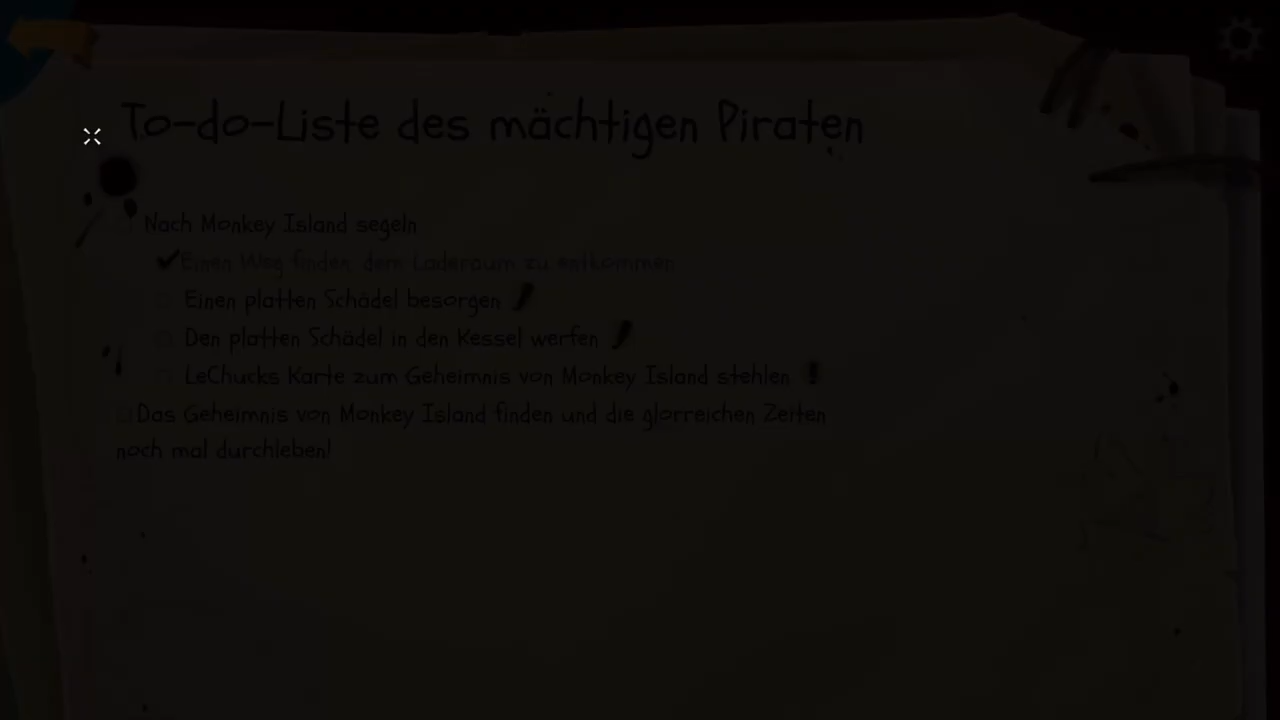 To-do-Liste des mächtigen Piraten
Nach Monkey Island segeln
Einen Weg finden, dem Laderaum zu entkommen
Einen platten Schädel besorgen
Den platten Schädel in den Kessel werfen
LeChucks Karte zum Geheimnis von Monkey Island stehlen
Das Geheimnis von Monkey Island finden und die glorreichen Zeiten
noch mal durchleben!